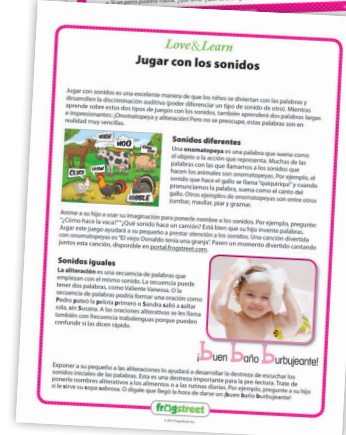 Love & Learn
Jugar con los sonidos
Jugar con sonidos es una excelente manera de que los niños se diviertan con las palabras y
desarrollen la discriminación auditiva (poder diferenciar un tipo de sonido de otro). Mientras
aprende sobre estos dos tipos de juegos con los sonidos, también aprenderá dos palabras largas
e impresionantes: ¡Onomatopeya y aliteración! Pero no se preocupe, estas palabras son en
realidad muy sencillas.
NEIGH
MOO
OINK
CLUCK
GOBBLE
Sonidos diferentes
Una onomatopeya es una palabra que suena como
el objeto o la acción que representa. Muchas de las
palabras con las que llamamos a los sonidos que
hacen los animales son onomatopeyas. Por ejemplo, el
sonido que hace el gallo se llama "quiquiriquí" y cuando
pronunciamos la palabra, suena como el canto del
gallo. Otros ejemplos de onomatopeyas son entre otros
zumbar, maullar, piar y graznar.
Anime a su hijo a usar su imaginación para ponerle nombre a los sonidos. Por ejemplo, pregunte:
"¿Cómo hace la vaca?" "¿Qué sonido hace un camión? Está bien que su hijo invente palabras.
Jugar este juego ayudará a su pequeño a prestar atención a los sonidos. Una canción divertida
con onomatopeyas es "El viejo Donaldo tenía una granja". Pasen un momento divertido cantando
juntos esta canción, disponible en portal.frogstreet.com.
Sonidos iguales
La aliteración es una secuencia de palabras que
empiezan con el mismo sonido. La secuencia puede
tener dos palabras, como Valiente Vanessa. O la
secuencia de palabras podría formar una oración como
Pedro pateó la pelota primero o Sandra salió a saltar
sola, sin Susana. A las oraciones aliterativas se les llama
también con frecuencia trabalenguas porque pueden
confundir si las dicen rápido.
¡buen baño burbujeante!
Exponer a su pequeño a las aliteraciones lo ayudará a desarrollar la destreza de escuchar los
sonidos iniciales de las palabras. Esta es una destreza importante para la pre-lectura. Trate de
ponerle nombres aliterativos a los alimentos o a las rutinas diarias. Por ejemplo, pregunte a su hijo
si le sirve su sopa sabrosa. O dígale que llegó la hora de darse un ¡buen baño burbujeante!
frogstreet